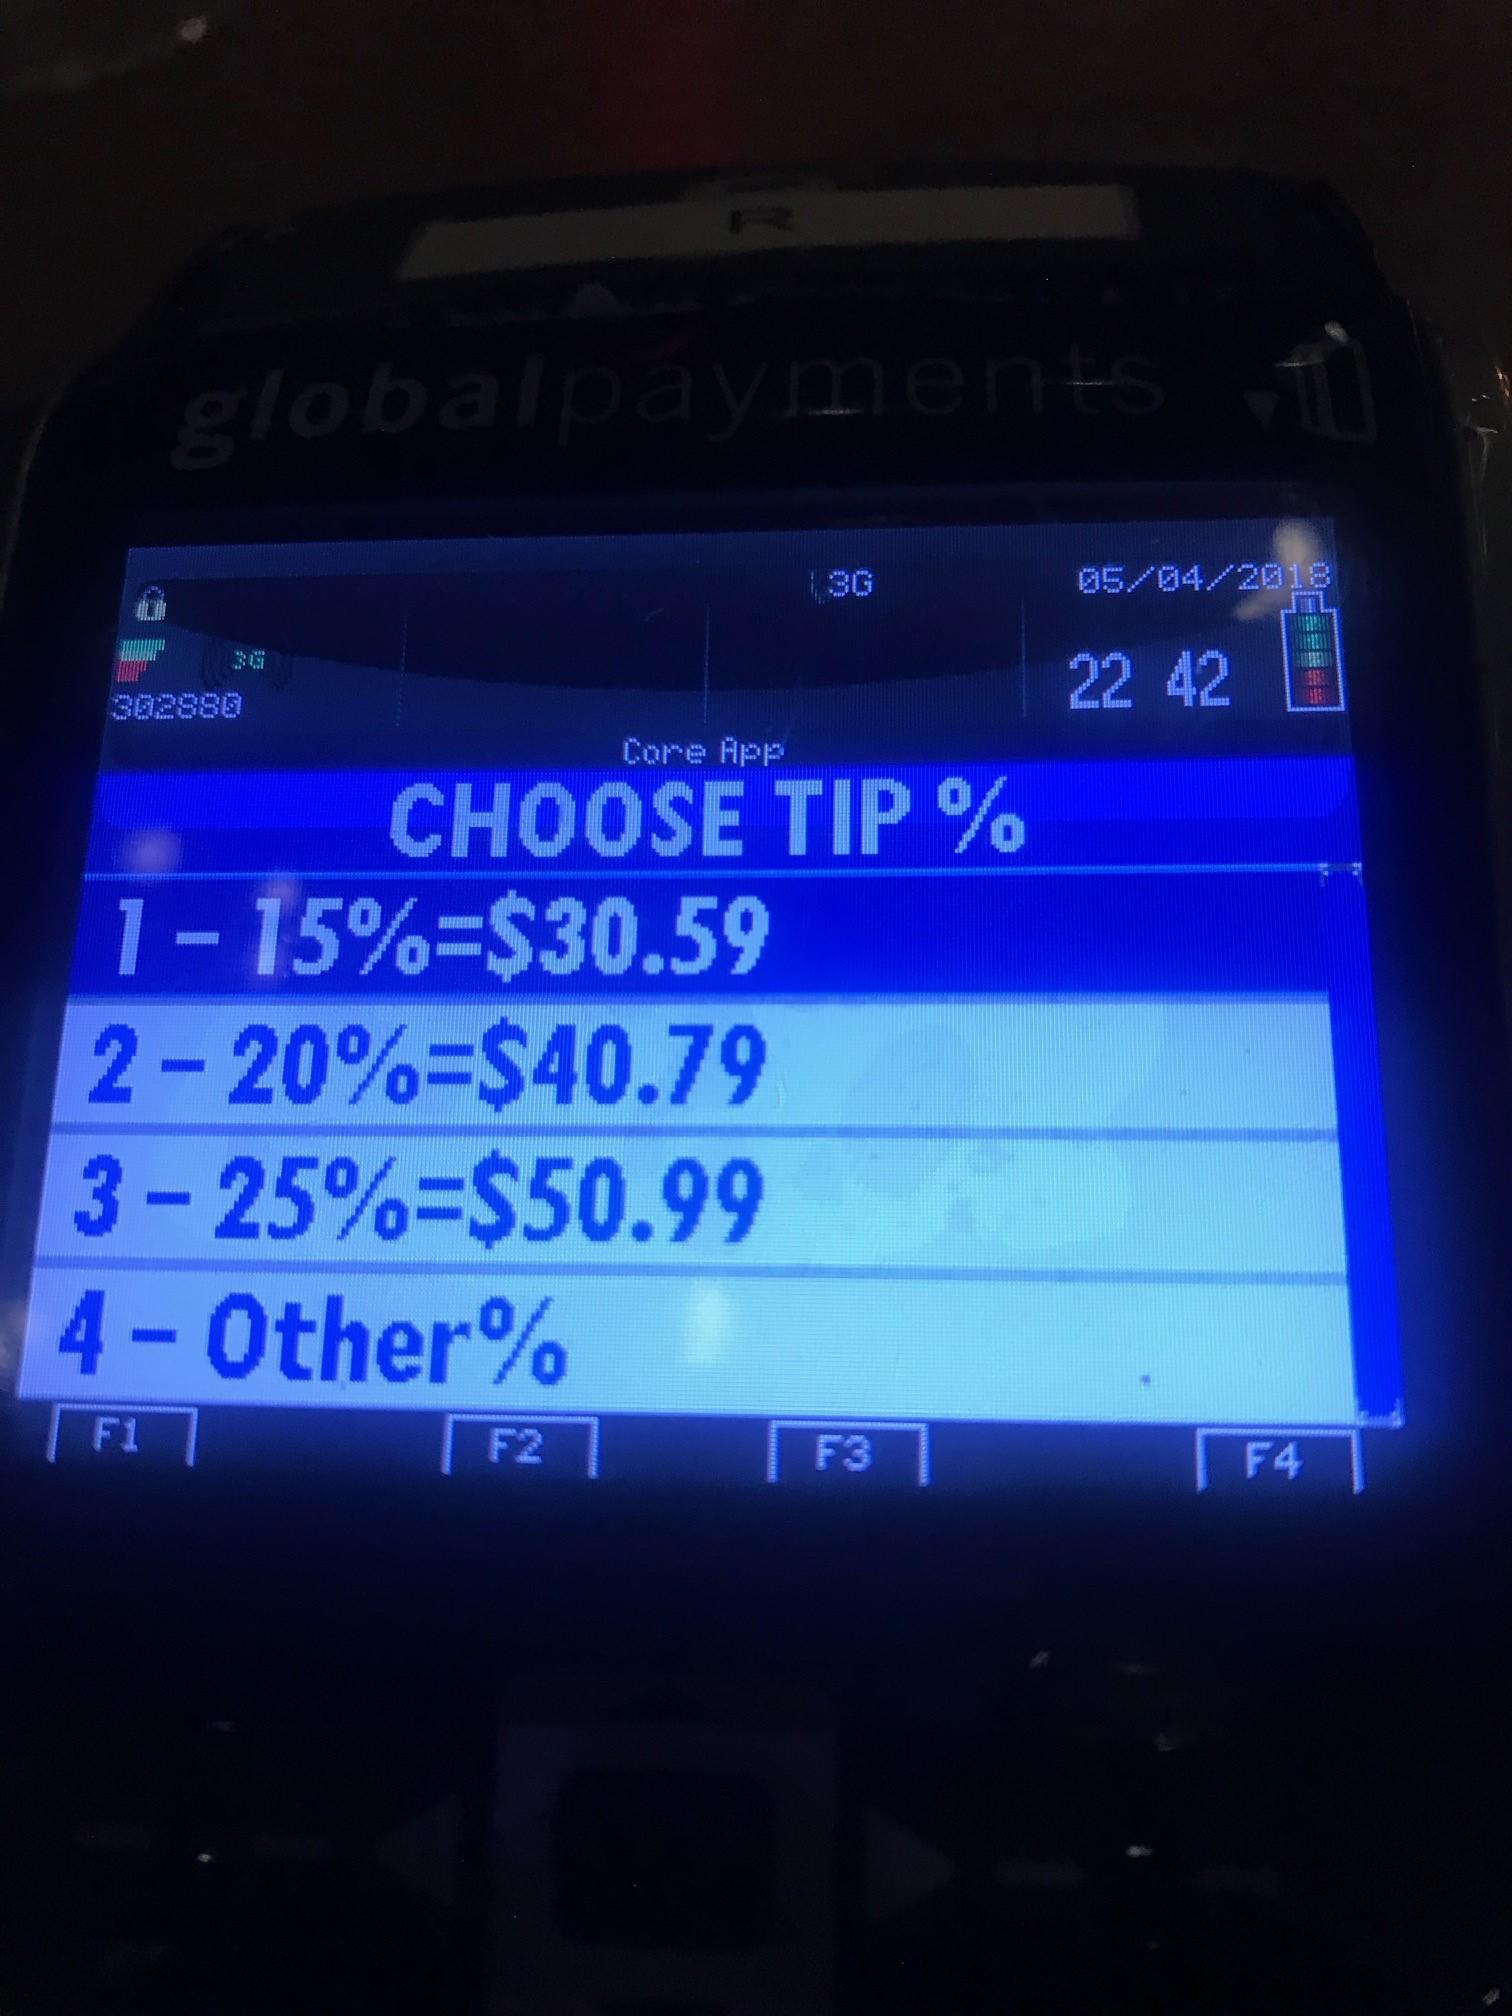 R
globalpayments
3G 05/04/2018
3G 22 42
302880
Core App
CHOOSE TIP %
1 - 15%=$30.59
2 - 20%=$40.79
3 - 25%=$50.99
4 - Other%
F1 F2 F3 F4